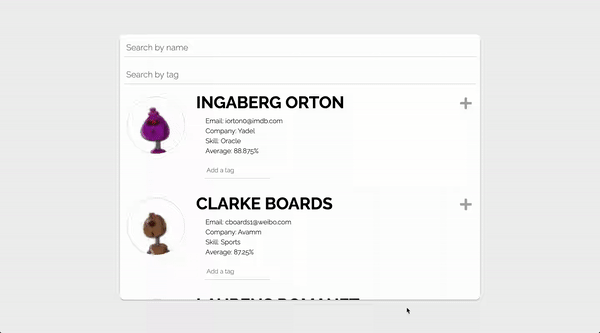 Search by name
Search by tag
INGABERG ORTON
Email: iorton0@imdb.com
Company: Yadel
Skill: Oracle
Average: 88.875%
Add a tag
CLARKE BOARDS
Email: cboards1@weibo.com
Company: Avamm
Skill: Sports
Average: 87.25%
Add a tag